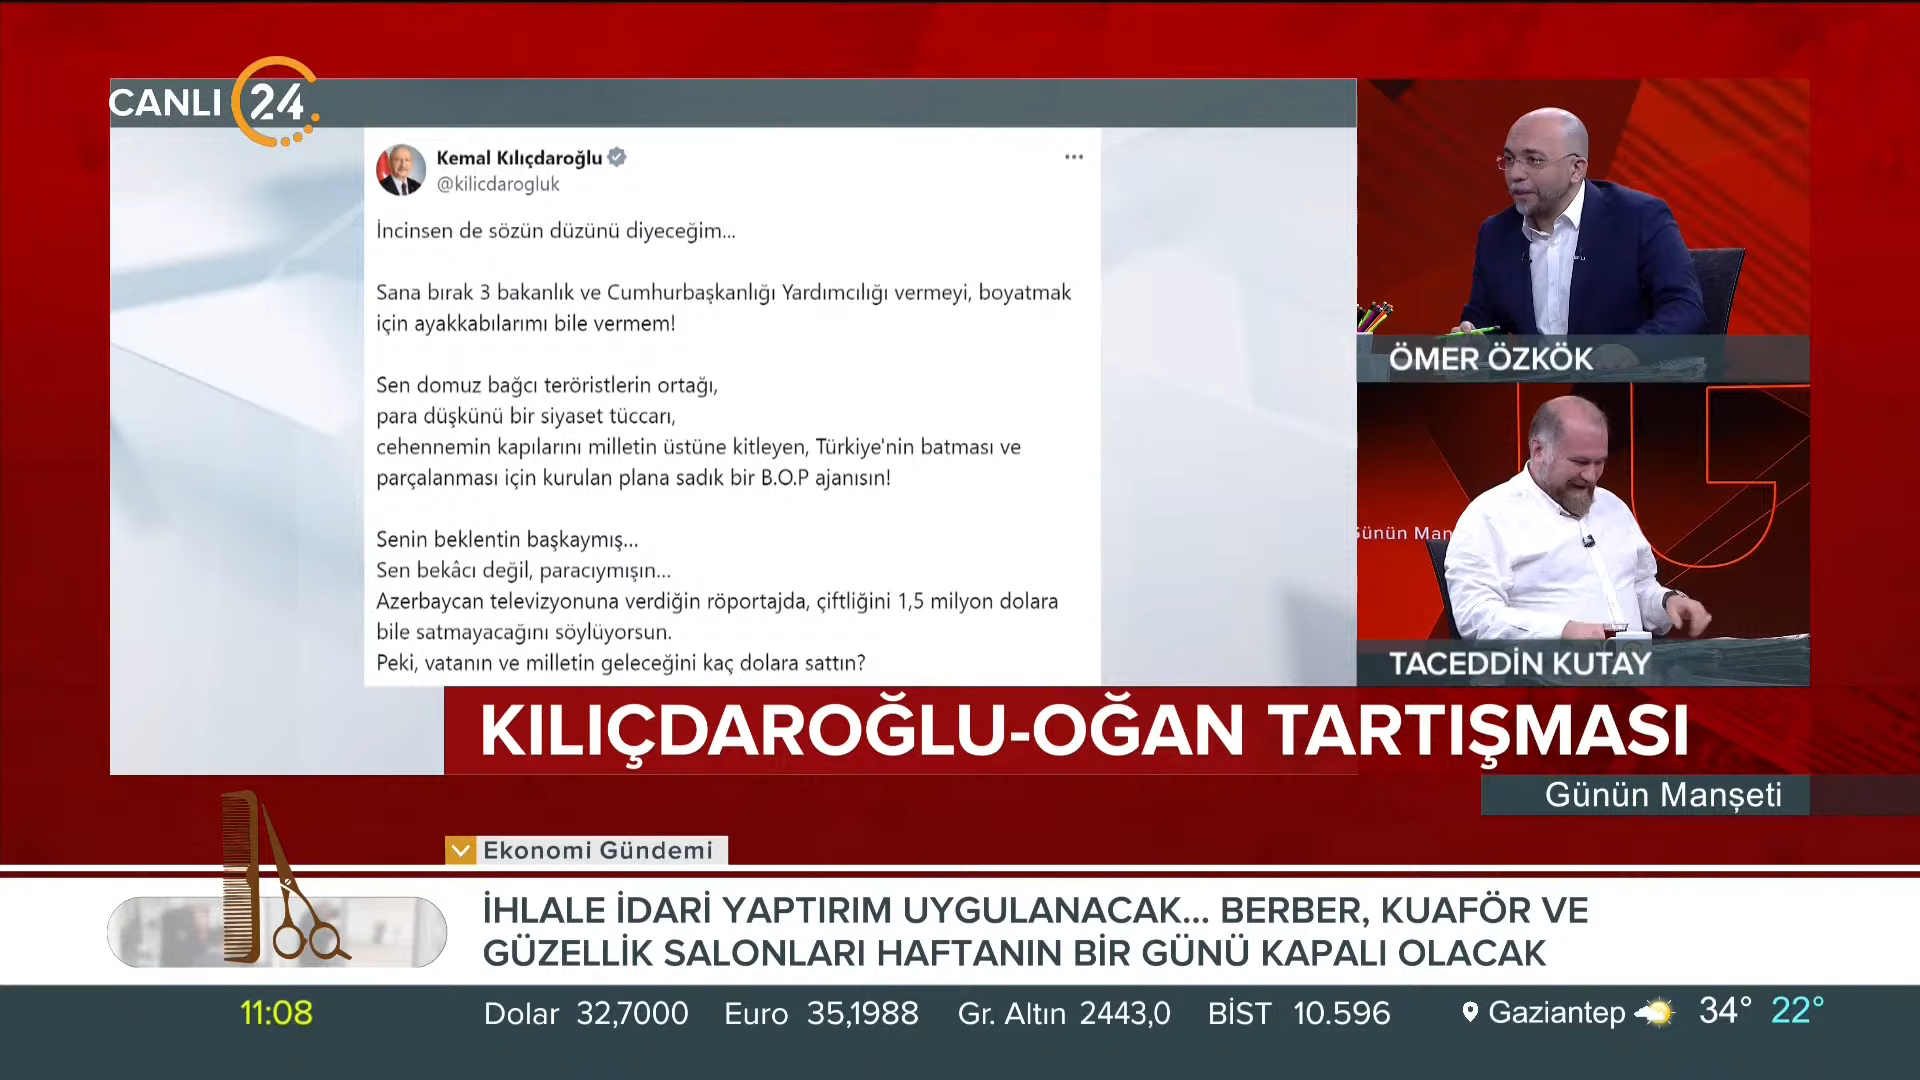 CANLI 24
Kemal Kılıçdaroğlu
@kilicdarogluk
İncinsen de sözün düzünü diyeceğim...
Sana bırak 3 bakanlık ve Cumhurbaşkanlığı Yardımcılığı vermeyi, boyatmak
için ayakkabılarımı bile vermem!
Sen domuz bağcı teröristlerin ortağı,
para düşkünü bir siyaset tüccarı,
cehennemin kapılarını milletin üstüne kitleyen, Türkiye'nin batması ve
parçalanması için kurulan plana sadık bir B.O.P ajanısın!
Senin beklentin başkaymış...
Sen bekâcı değil, paracıymışın...
Azerbaycan televizyonuna verdiğin röportajda, çiftliğini 1,5 milyon dolara
bile satmayacağını söylüyorsun.
Peki, vatanın ve milletin geleceğini kaç dolara sattın?
ÖMER ÖZKÖK
Günün Man
TACEDDİN KUTAY
KILIÇDAROĞLU-OĞAN TARTIŞMASI
Günün Manşeti
Ekonomi Gündemi
İHLALE İDARİ YAPTIRIM UYGULANACAK... BERBER, KUAFÖR VE
GÜZELLİK SALONLARI HAFTANIN BİR GÜNÜ KAPALI OLACAK
11:08 Dolar 32,7000 Euro 35,1988 Gr. Altın 2443,0 BİST 10.596 Gaziantep 34° 22°